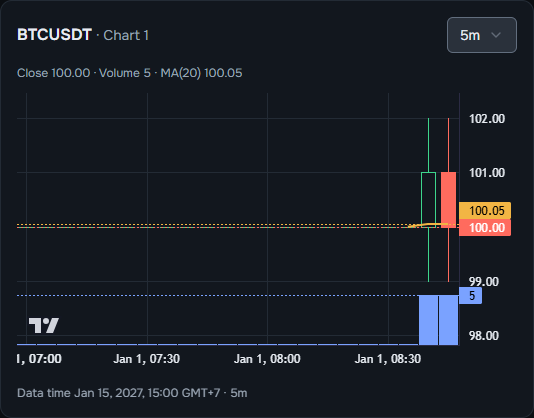 BTCUSDT · Chart 1
5m
Close 100.00 · Volume 5 · MA(20) 100.05
102.00
101.00
100.05
100.00
99.00
5
98.00
1, 07:00 Jan 1, 07:30 Jan 1, 08:00 Jan 1, 08:30
Data time Jan 15, 2027, 15:00 GMT+7 · 5m